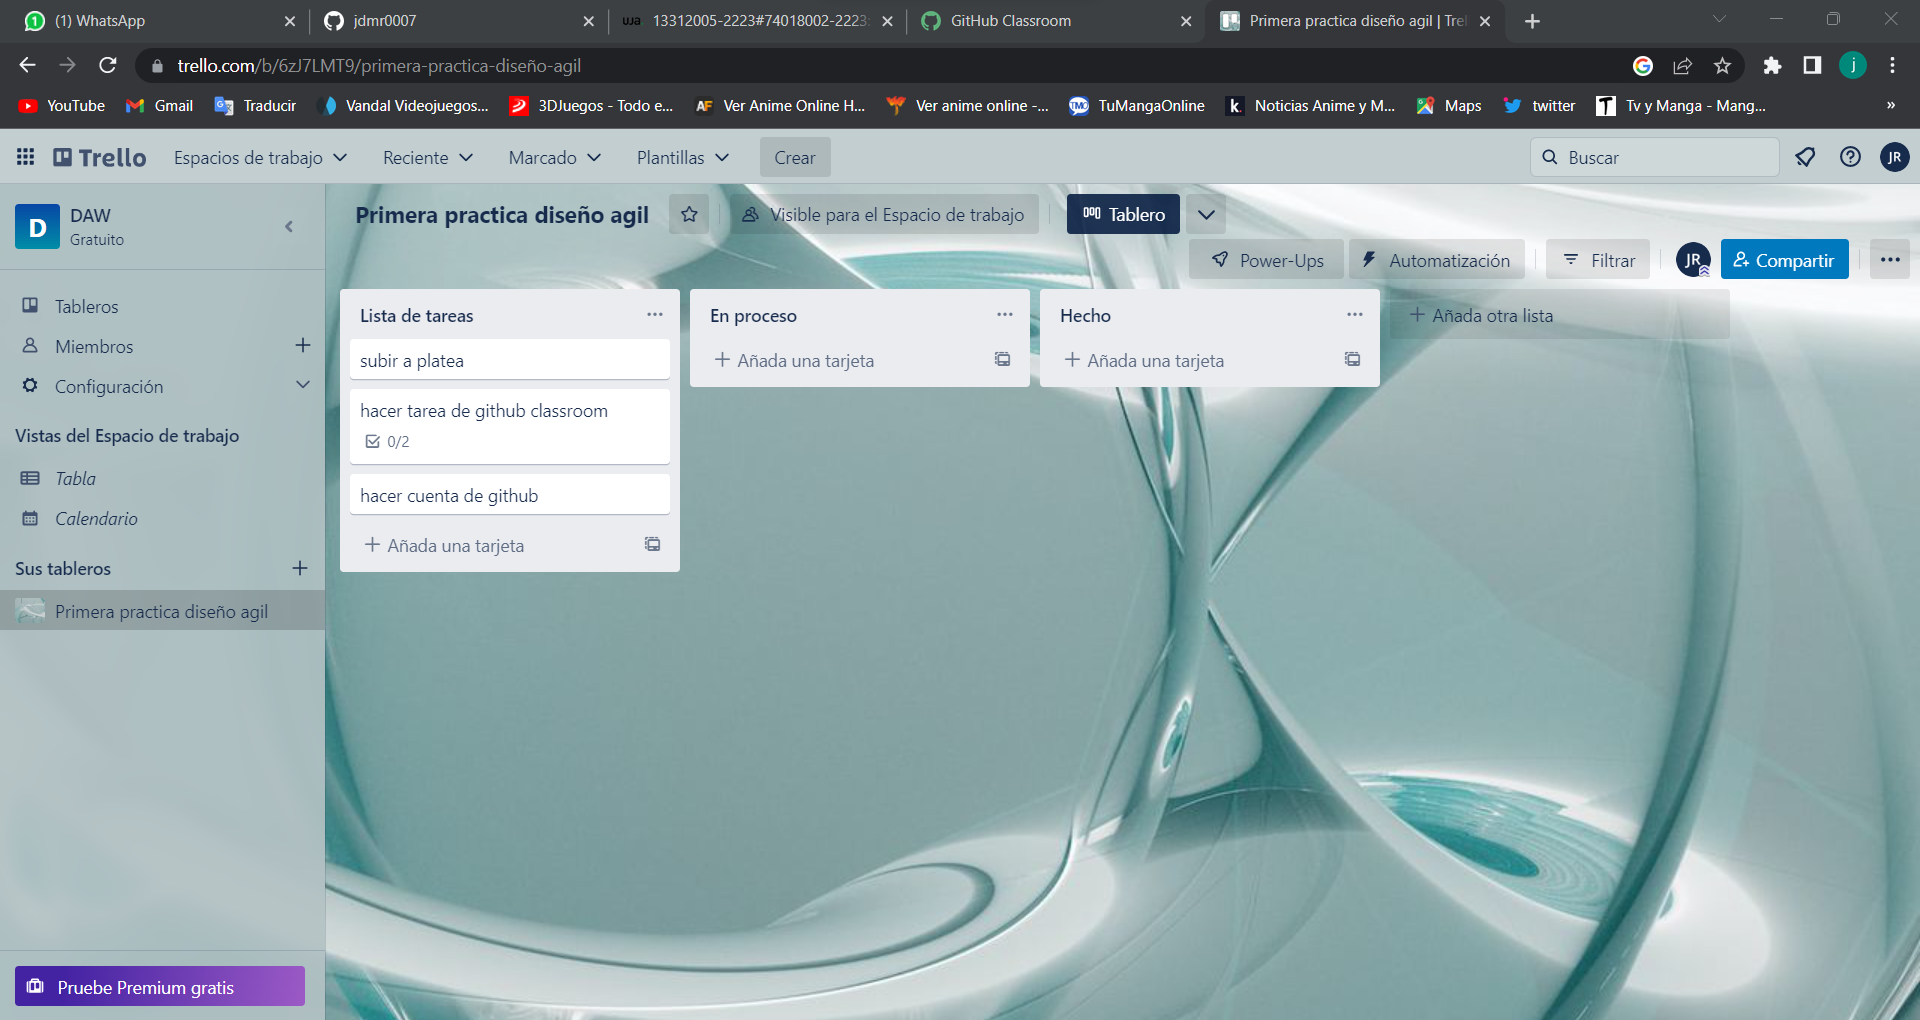 (1) WhatsApp
jdmr0007
uja 13312005-2223#74018002-2223:
GitHub Classroom
Primera practica diseño agil | Trel
trello.com/b/6zJ7LMT9/primera-practica-diseño-agil
j
YouTube
Gmail
Traducir
Vandal Videojuegos...
3DJuegos - Todo e...
AF Ver Anime Online H...
Ver anime online -...
TMO TuMangaOnline
k Noticias Anime y M...
Maps
twitter
T Tv y Manga - Mang...
»
Trello
Espacios de trabajo
Reciente
Marcado
Plantillas
Crear
Buscar
JR
D
DAW
Gratuito
Primera practica diseño agil
Visible para el Espacio de trabajo
Tablero
Power-Ups
Automatización
Filtrar
JR
Compartir
Tableros
Miembros
Configuración
Vistas del Espacio de trabajo
Tabla
Calendario
Sus tableros
Primera practica diseño agil
Pruebe Premium gratis
Lista de tareas
subir a platea
hacer tarea de github classroom
0/2
hacer cuenta de github
Añada una tarjeta
En proceso
Añada una tarjeta
Hecho
Añada una tarjeta
Añada otra lista